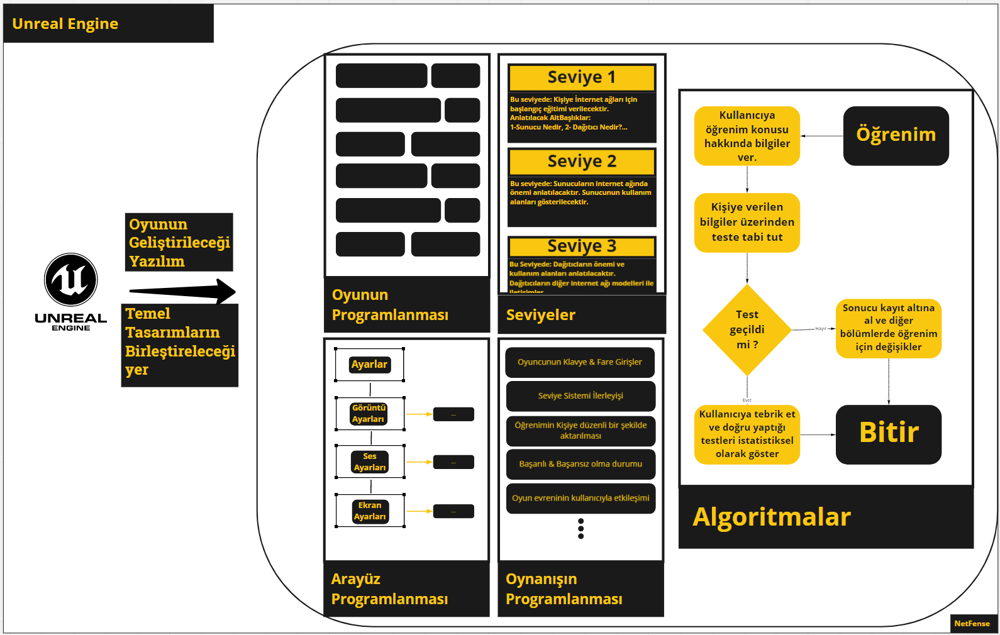 Unreal Engine
Oyunun
Geliştirileceği
Yazılım
UNREAL
ENGINE
Temel
Tasarımların
Birleştireleceği
yer
Oyunun
Programlanması
Seviye 1
Bu seviyede: Kişiye İnternet ağları için
başlangıç eğitimi verilecektir.
Anlatılacak AltBaşlıklar:
1-Sunucu Nedir, 2- Dağıtıcı Nedir?...
Seviye 2
Bu seviyede: Sunucuların internet ağında
önemi anlatılacaktır. Sunucunun kullanım
alanları gösterilecektir.
Seviye 3
Bu Seviyede: Dağıtıcların önemi ve
kullanım alanları anlatılacaktır.
Dağıtıcıların diğer internet ağı modelleri ile
iletişimler
Seviyeler
Ayarlar
Görüntü
Ayarları
....
Ses
Ayarları
....
Ekran
Ayarları
....
Arayüz
Programlanması
Oyuncunun Klavye & Fare Girişler
Seviye Sistemi İlerleyişi
Öğrenimin Kişiye düzenli bir şekilde
aktarılması
Başarılı & Başarısız olma durumu
Oyun evreninin kullanıcıyla etkileşimi
Oynanışın
Programlanması
Öğrenim
Kullanıcıya
öğrenim konusu
hakkında bilgiler
ver.
Kişiye verilen
bilgiler üzerinden
teste tabi tut
Test
geçildi
mi ?
Hayır
Sonucu kayıt altına
al ve diğer
bölümlerde öğrenim
için değişikler
Evet
Kullanıcıya tebrik et
ve doğru yaptığı
testleri istatistiksel
olarak göster
Bitir
Algoritmalar
NetFense